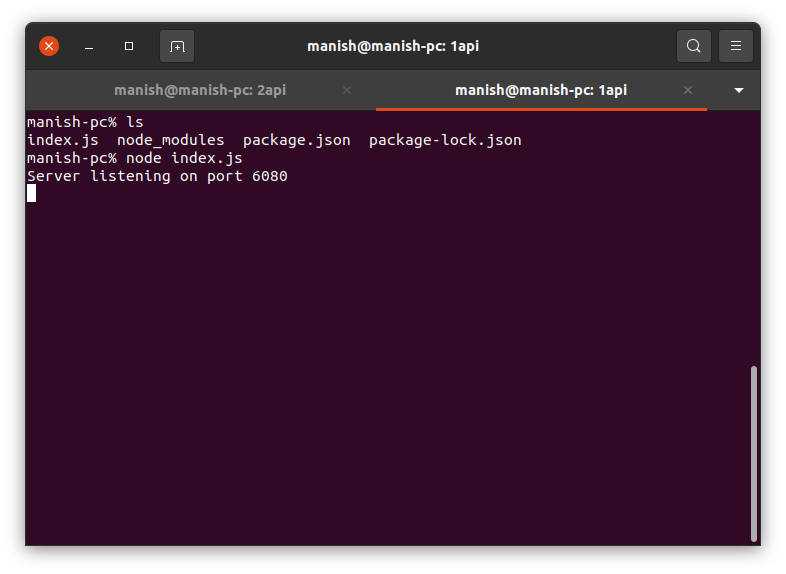 manish@manish-pc: 1api
manish@manish-pc: 2api
manish@manish-pc: 1api
manish-pc% ls
index.js  node_modules  package.json  package-lock.json
manish-pc% node index.js
Server listening on port 6080